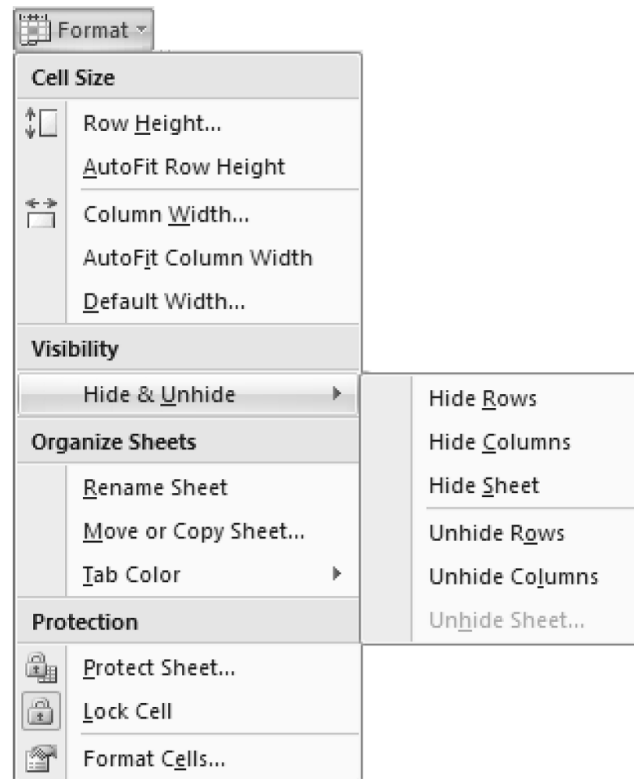 Format
Cell Size
Row Height...
AutoFit Row Height
Column Width...
AutoFit Column Width
Default Width...
Visibility
Hide & Unhide
Hide Rows
Hide Columns
Hide Sheet
Unhide Rows
Unhide Columns
Unhide Sheet...
Organize Sheets
Rename Sheet
Move or Copy Sheet...
Tab Color
Protection
Protect Sheet...
Lock Cell
Format Cells...